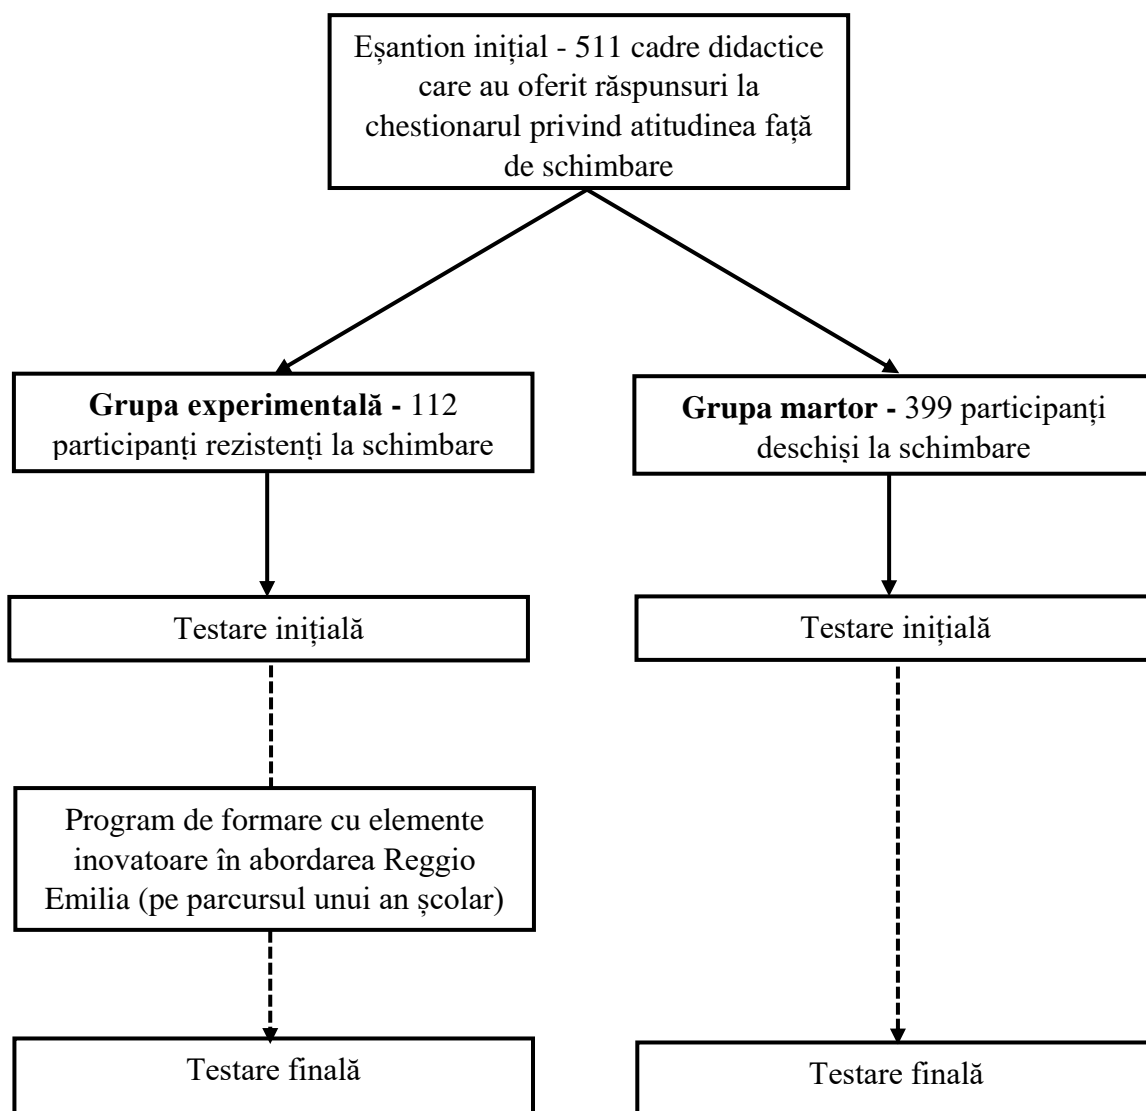 Eșantion inițial - 511 cadre didactice
care au oferit răspunsuri la
chestionarul privind atitudinea față
de schimbare
Grupa experimentală - 112
participanți rezistenți la schimbare
Grupa martor - 399 participanți
deschiși la schimbare
Testare inițială
Testare inițială
Program de formare cu elemente
inovatoare în abordarea Reggio
Emilia (pe parcursul unui an școlar)
Testare finală
Testare finală